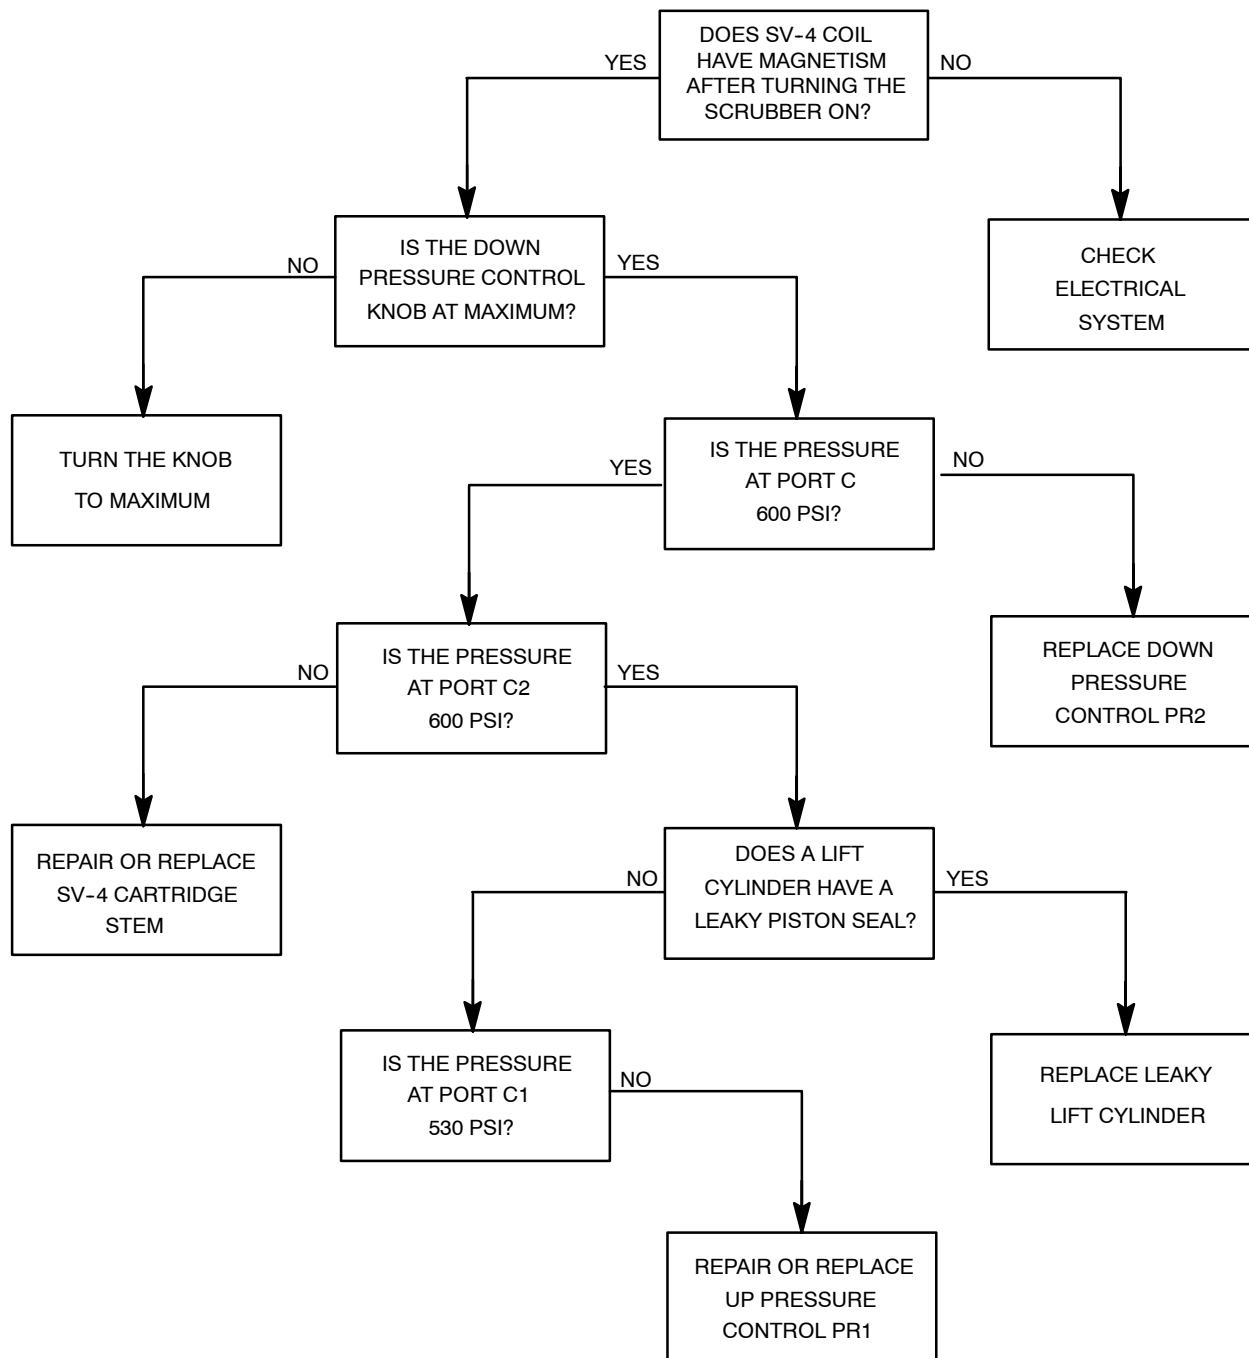 DOES SV-4 COIL
HAVE MAGNETISM
AFTER TURNING THE
SCRUBBER ON?
YES
NO
IS THE DOWN
PRESSURE CONTROL
KNOB AT MAXIMUM?
NO
YES
CHECK
ELECTRICAL
SYSTEM
TURN THE KNOB
TO MAXIMUM
IS THE PRESSURE
AT PORT C
600 PSI?
YES
NO
IS THE PRESSURE
AT PORT C2
600 PSI?
NO
YES
REPLACE DOWN
PRESSURE
CONTROL PR2
REPAIR OR REPLACE
SV-4 CARTRIDGE
STEM
DOES A LIFT
CYLINDER HAVE A
LEAKY PISTON SEAL?
NO
YES
IS THE PRESSURE
AT PORT C1
530 PSI?
NO
REPLACE LEAKY
LIFT CYLINDER
REPAIR OR REPLACE
UP PRESSURE
CONTROL PR1